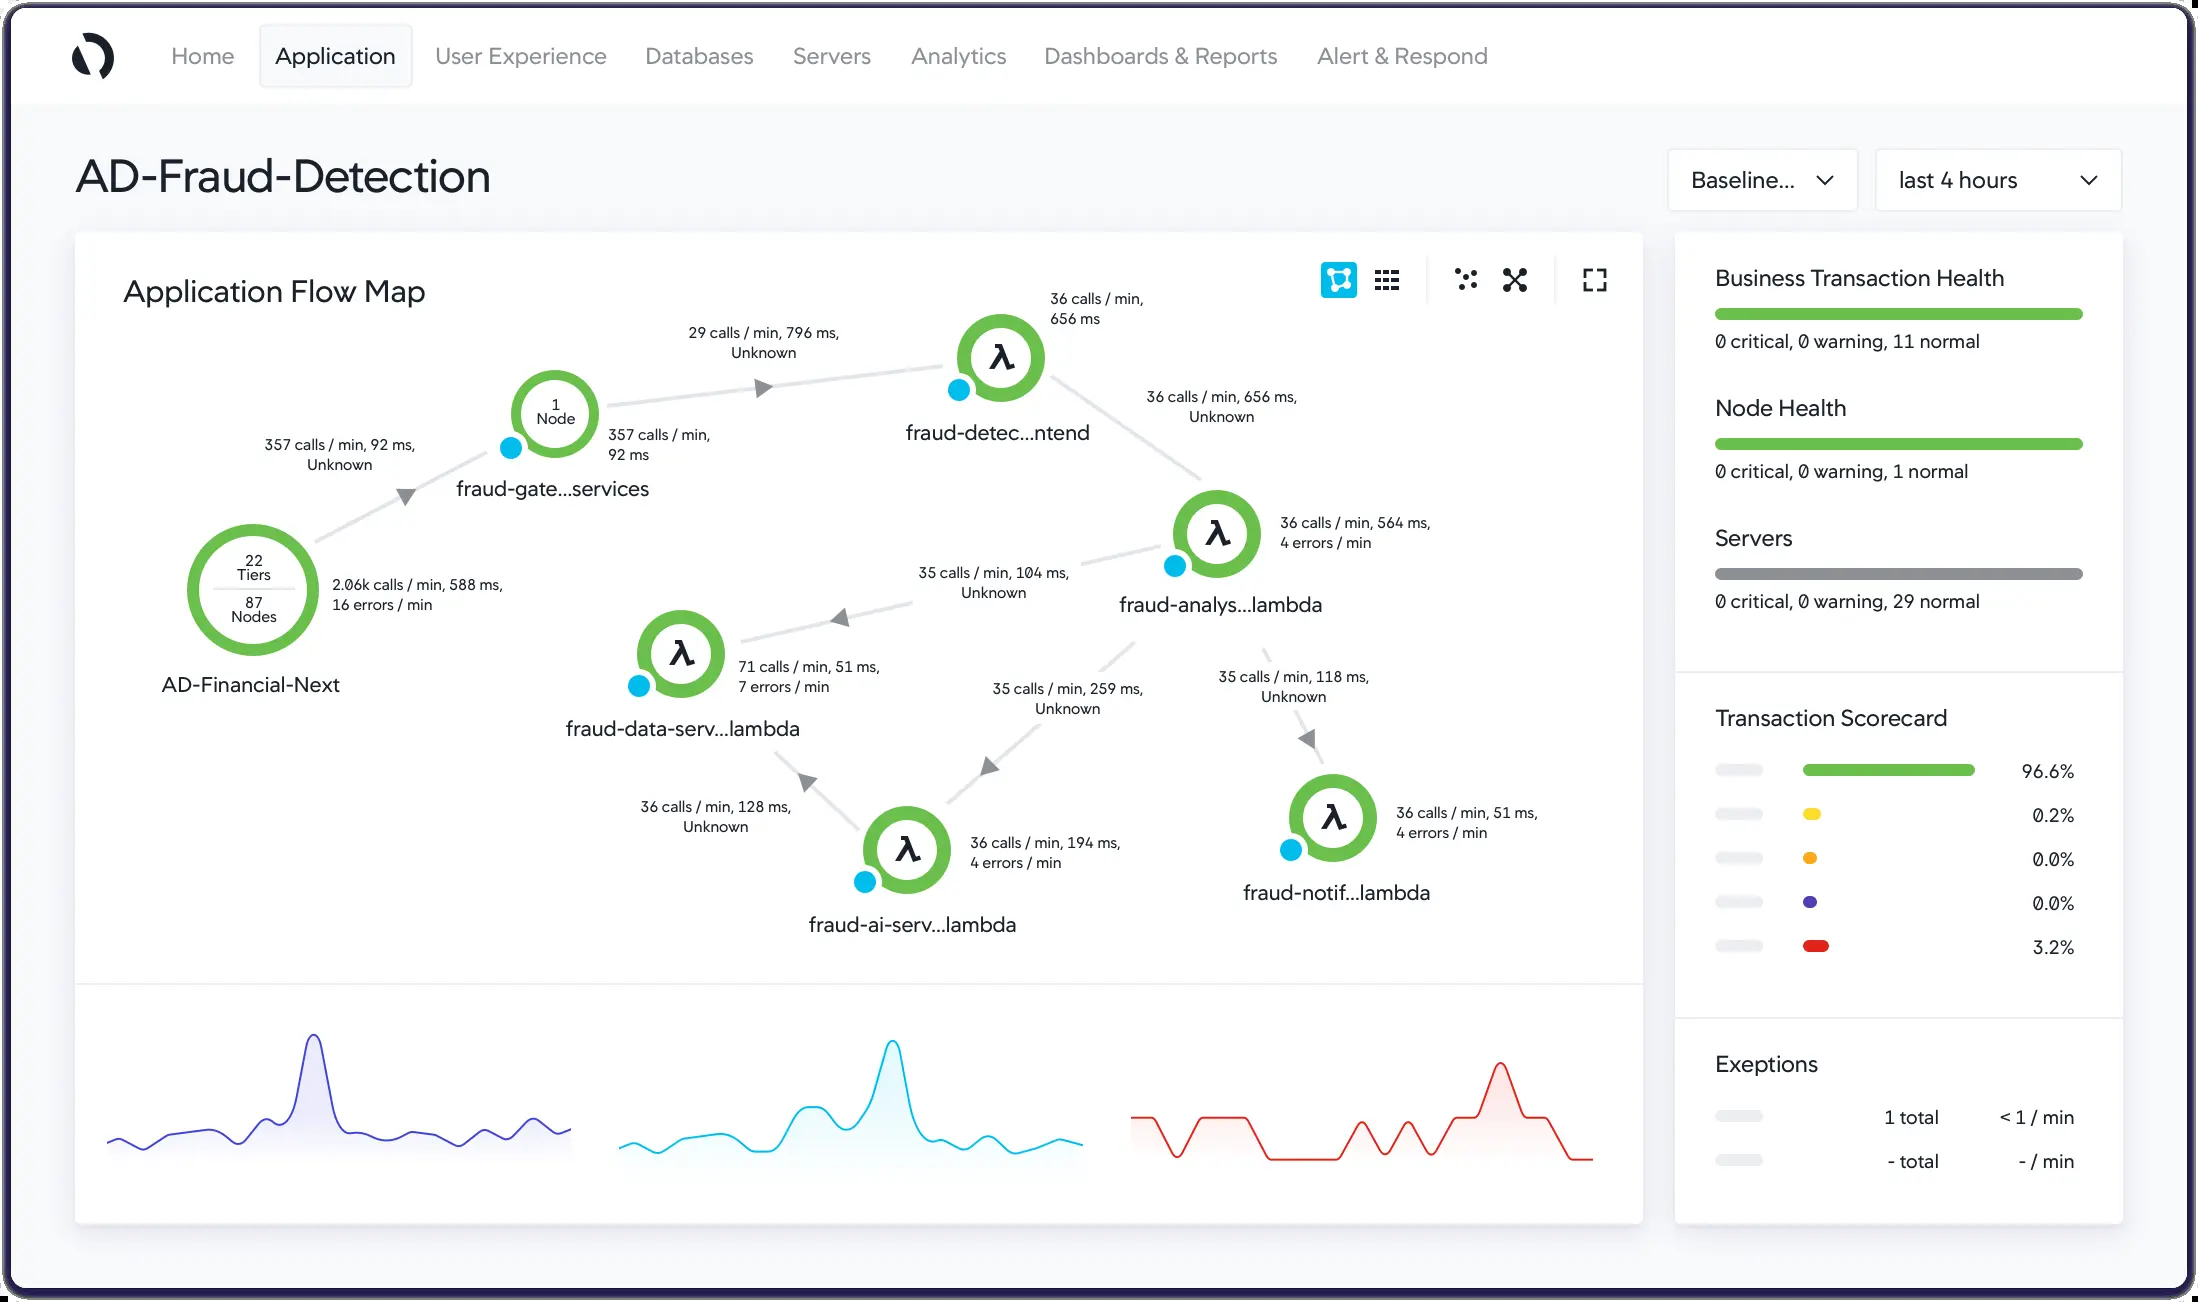 Home
Application
User Experience
Databases
Servers
Analytics
Dashboards & Reports
Alert & Respond
AD-Fraud-Detection
Baseline...
last 4 hours
Application Flow Map
36 calls / min,
656 ms
29 calls / min, 796 ms,
Unknown
fraud-detec...ntend
36 calls / min, 656 ms,
Unknown
1
Node
357 calls / min,
92 ms
357 calls / min, 92 ms,
Unknown
fraud-gate...services
22
Tiers
87
Nodes
2.06k calls / min, 588 ms,
16 errors / min
AD-Financial-Next
36 calls / min, 564 ms,
4 errors / min
fraud-analys...lambda
35 calls / min, 104 ms,
Unknown
71 calls / min, 51 ms,
7 errors / min
fraud-data-serv...lambda
35 calls / min, 259 ms,
Unknown
35 calls / min, 118 ms,
Unknown
36 calls / min, 128 ms,
Unknown
36 calls / min, 194 ms,
4 errors / min
fraud-ai-serv...lambda
36 calls / min, 51 ms,
4 errors / min
fraud-notif...lambda
Business Transaction Health
0 critical, 0 warning, 11 normal
Node Health
0 critical, 0 warning, 1 normal
Servers
0 critical, 0 warning, 29 normal
Transaction Scorecard
96.6%
0.2%
0.0%
0.0%
3.2%
Exeptions
1 total < 1 / min
- total - / min